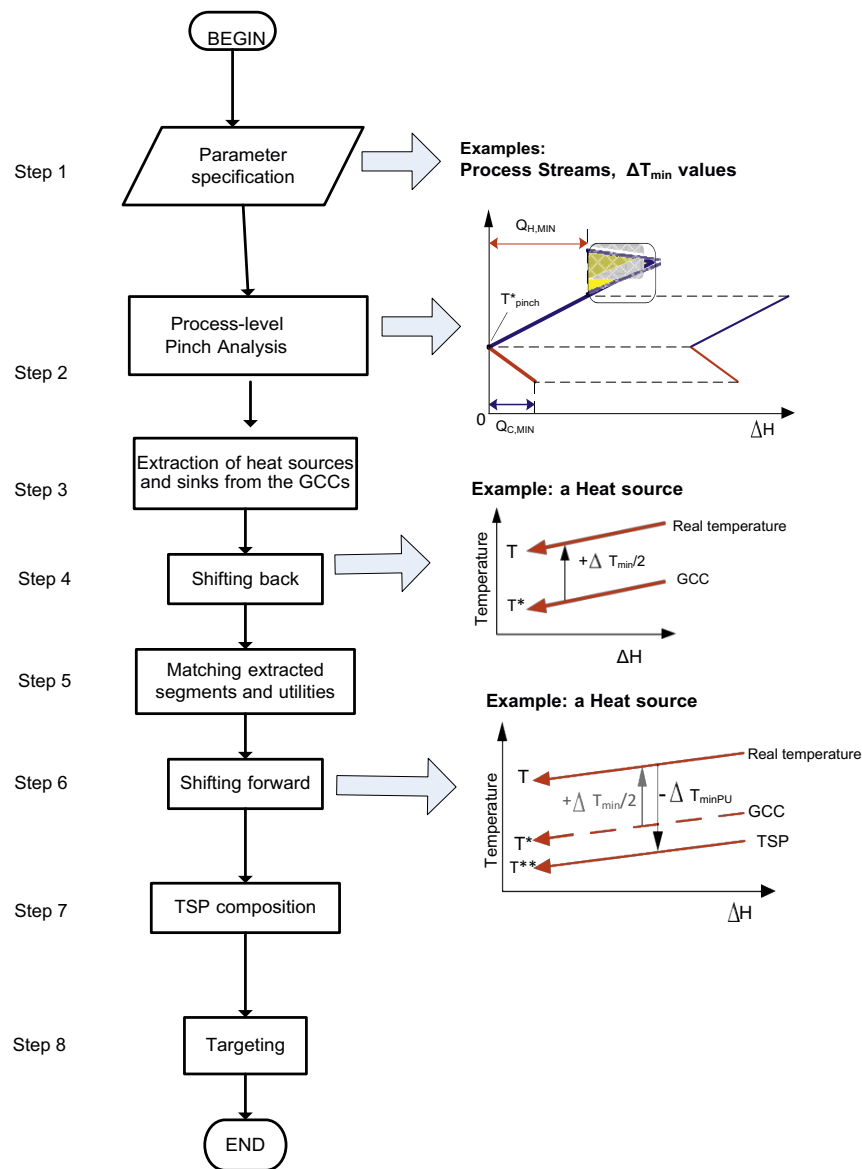 BEGIN
Step 1
Parameter
specification
Examples:
Process Streams, ΔTmin values
QH,MIN
T*pinch
0
QC,MIN
ΔH
Step 2
Process-level
Pinch Analysis
Step 3
Extraction of heat sources
and sinks from the GCCs
Example: a Heat source
Temperature
Real temperature
T
+Δ Tmin/2
GCC
T*
ΔH
Step 4
Shifting back
Step 5
Matching extracted
segments and utilities
Example: a Heat source
Temperature
Real temperature
T
+Δ Tmin/2
-Δ TminPU
GCC
T*
TSP
T**
ΔH
Step 6
Shifting forward
Step 7
TSP composition
Step 8
Targeting
END